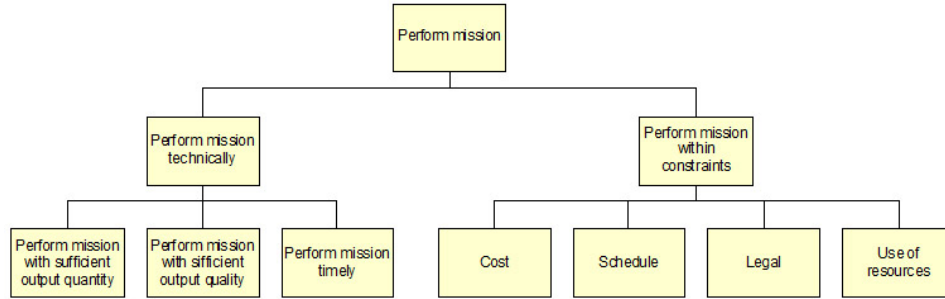 Perform mission
Perform mission
technically
Perform mission
within
constraints
Perform mission
with sufficient
output quantity
Perform mission
with sifficient
output quality
Perform mission
timely
Cost
Schedule
Legal
Use of
resources